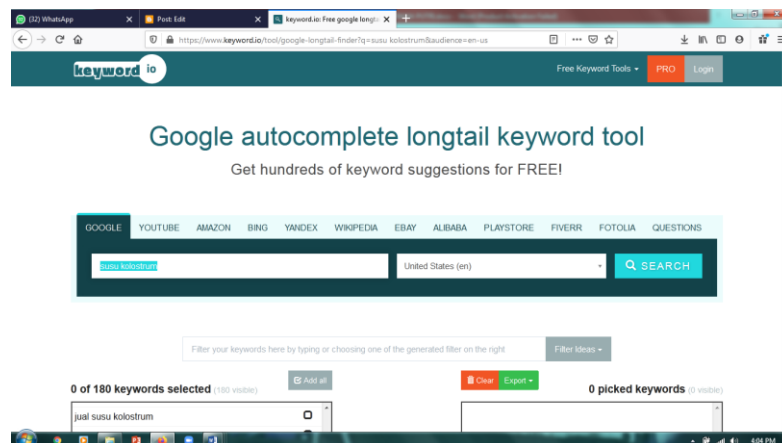 (32) WhatsApp
Post: Edit
keyword.io: Free google longta
https://www.keyword.io/tool/google-longtail-finder?q=susu kolostrum&audience=en-us
keyword io
Free Keyword Tools
PRO
Login
Google autocomplete longtail keyword tool
Get hundreds of keyword suggestions for FREE!
GOOGLE YOUTUBE AMAZON BING YANDEX WIKIPEDIA EBAY ALIBABA PLAYSTORE FIVERR FOTOLIA QUESTIONS
susu kolostrum
United States (en)
SEARCH
Filter your keywords here by typing or choosing one of the generated filter on the right
Filter Ideas
0 of 180 keywords selected (180 visible)
Add all
Clear
Export
0 picked keywords (0 visible)
jual susu kolostrum
4:04 PM